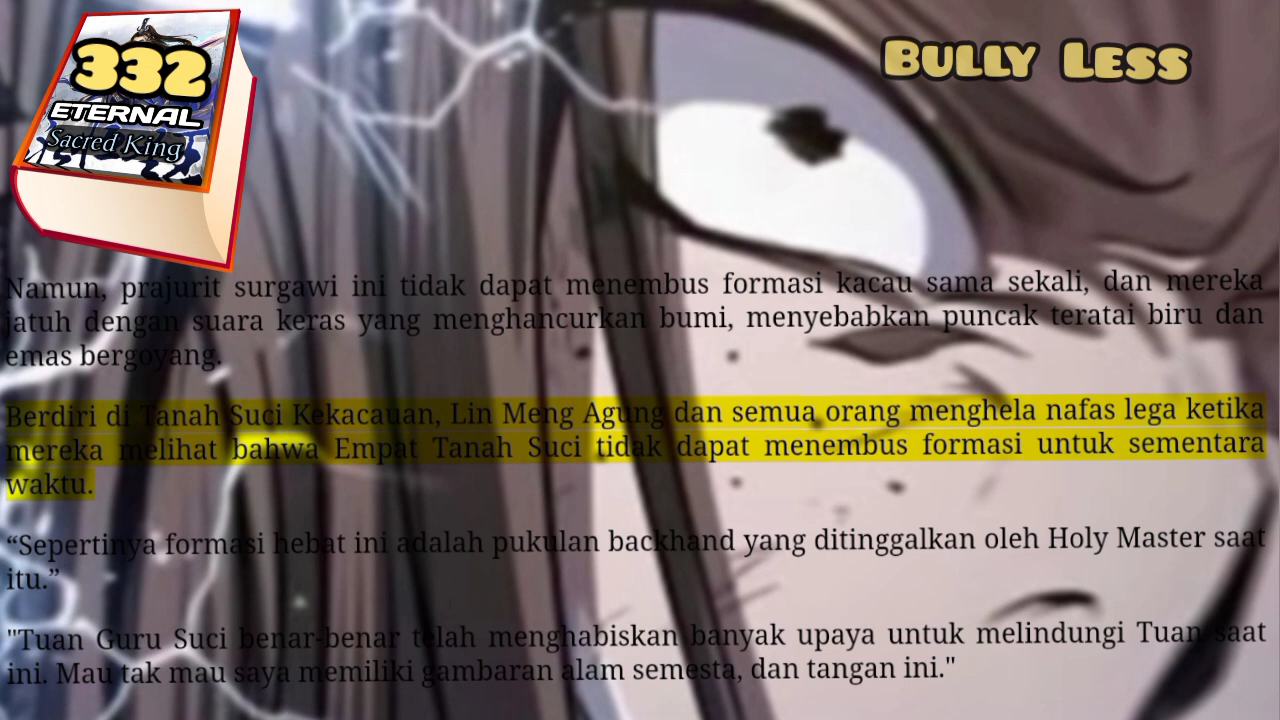 332
ETERNAL
Sacred King
BULLY LESS
Namun, prajurit surgawi ini tidak dapat menembus formasi kacau sama sekali, dan mereka
jatuh dengan suara keras yang menghancurkan bumi, menyebabkan puncak teratai biru dan
emas bergoyang.
Berdiri di Tanah Suci Kekacauan, Lin Meng Agung dan semua orang menghela nafas lega ketika
mereka melihat bahwa Empat Tanah Suci tidak dapat menembus formasi untuk sementara
waktu.
“Sepertinya formasi hebat ini adalah pukulan backhand yang ditinggalkan oleh Holy Master saat
itu.”
"Tuan Guru Suci benar-benar telah menghabiskan banyak upaya untuk melindungi Tuan saat
ini. Mau tak mau saya memiliki gambaran alam semesta, dan tangan ini."